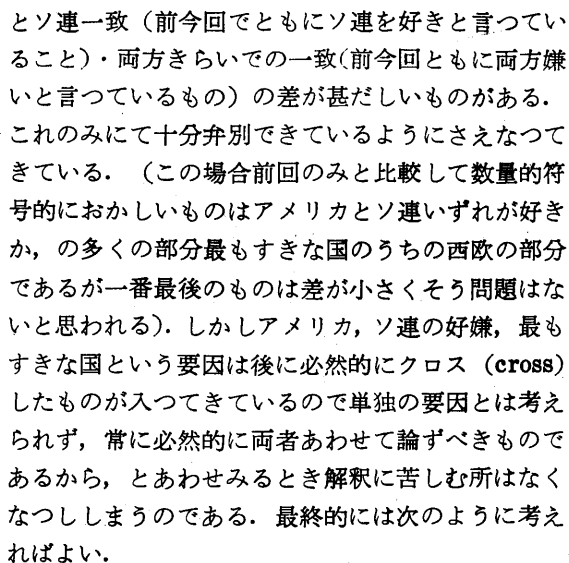 とソ連一致（前今回でともにソ連を好きと言つてい
ること）・両方きらいでの一致（前今回ともに両方嫌
いと言つているもの）の差が甚だしいものがある．
これのみにて十分弁別できているようにさえなつて
きている．（この場合前回のみと比較して数量的符
号的におかしいものはアメリカとソ連いずれが好き
か，の多くの部分最もすきな国のうちの西欧の部分
であるが一番最後のものは差が小さくそう問題はな
いと思われる）．しかしアメリカ，ソ連の好嫌，最も
すきな国という要因は後に必然的にクロス（cross）
したものが入つてきているので単独の要因とは考え
られず，常に必然的に両者あわせて論ずべきもので
あるから，とあわせみるとき解釈に苦しむ所はなく
なつししまうのである．最終的には次のように考え
ればよい．